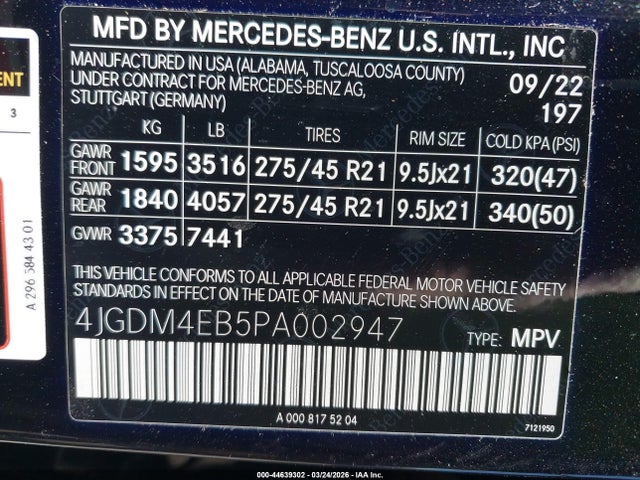 MFD BY MERCEDES-BENZ U.S. INTL., INC
MANUFACTURED IN USA (ALABAMA, TUSCALOOSA COUNTY)
UNDER CONTRACT FOR MERCEDES-BENZ AG,
STUTTGART (GERMANY)
09/22
197
KG LB TIRES RIM SIZE COLD KPA (PSI)
GAWR FRONT 1595 3516 275/45 R21 9.5Jx21 320(47)
GAWR REAR 1840 4057 275/45 R21 9.5Jx21 340(50)
GVWR 3375 7441
THIS VEHICLE CONFORMS TO ALL APPLICABLE FEDERAL MOTOR VEHICLE SAFETY
STANDARDS IN EFFECT ON THE DATE OF MANUFACTURE SHOWN ABOVE.
4JGDM4EB5PA002947 TYPE: MPV
A 000 817 52 04
7121950
3
A 296 584 43 01
000-44639302 - 03/24/2026 - IAAI, INC.